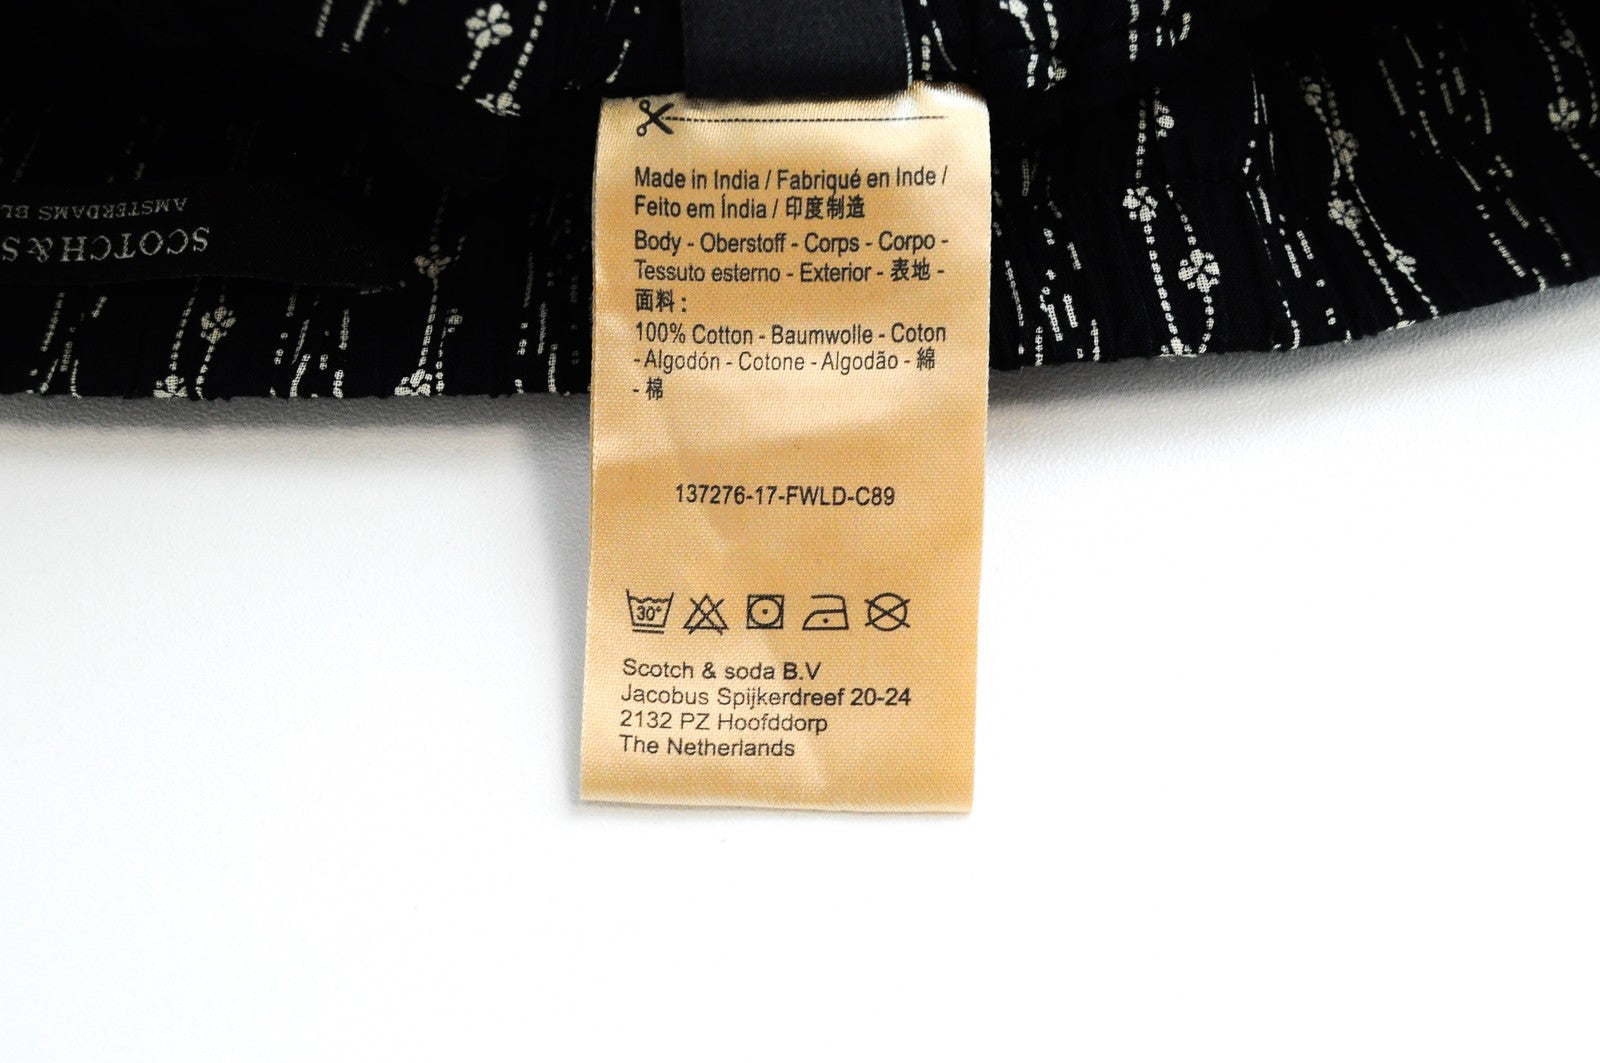 SCOTCH & S
AMSTERDAMS BL
Made in India / Fabriqué en Inde /
Feito em Índia / 印度制造
Body - Oberstoff - Corps - Corpo -
Tessuto esterno - Exterior - 表地 -
面料 :
100% Cotton - Baumwolle - Coton
- Algodón - Cotone - Algodão - 綿
- 棉
137276-17-FWLD-C89
30°
Scotch & soda B.V
Jacobus Spijkerdreef 20-24
2132 PZ Hoofddorp
The Netherlands